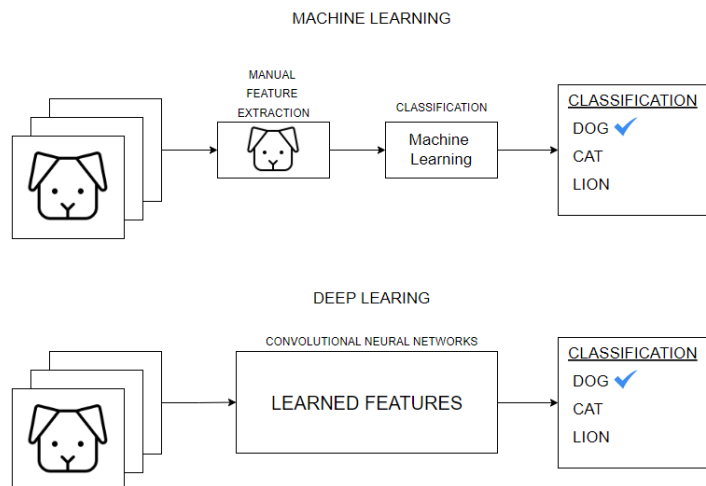 MACHINE LEARNING
MANUAL
FEATURE
EXTRACTION
CLASSIFICATION
Machine
Learning
CLASSIFICATION
DOG
CAT
LION
DEEP LEARING
CONVOLUTIONAL NEURAL NETWORKS
LEARNED FEATURES
CLASSIFICATION
DOG
CAT
LION